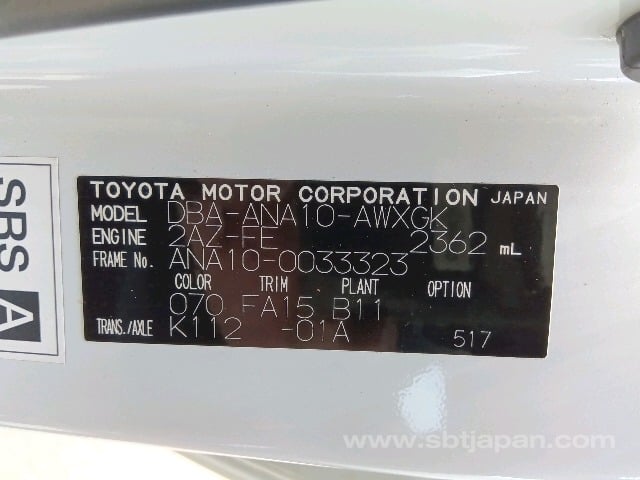 TOYOTA MOTOR CORPORATION JAPAN
MODEL DBA-ANA10-AWXGK
ENGINE 2AZ-FE 2362 mL
FRAME No. ANA10-0033323
COLOR TRIM PLANT OPTION
070 FA15 B11
TRANS./AXLE K112 -01A 517
SBS A
www.sbtjapan.com